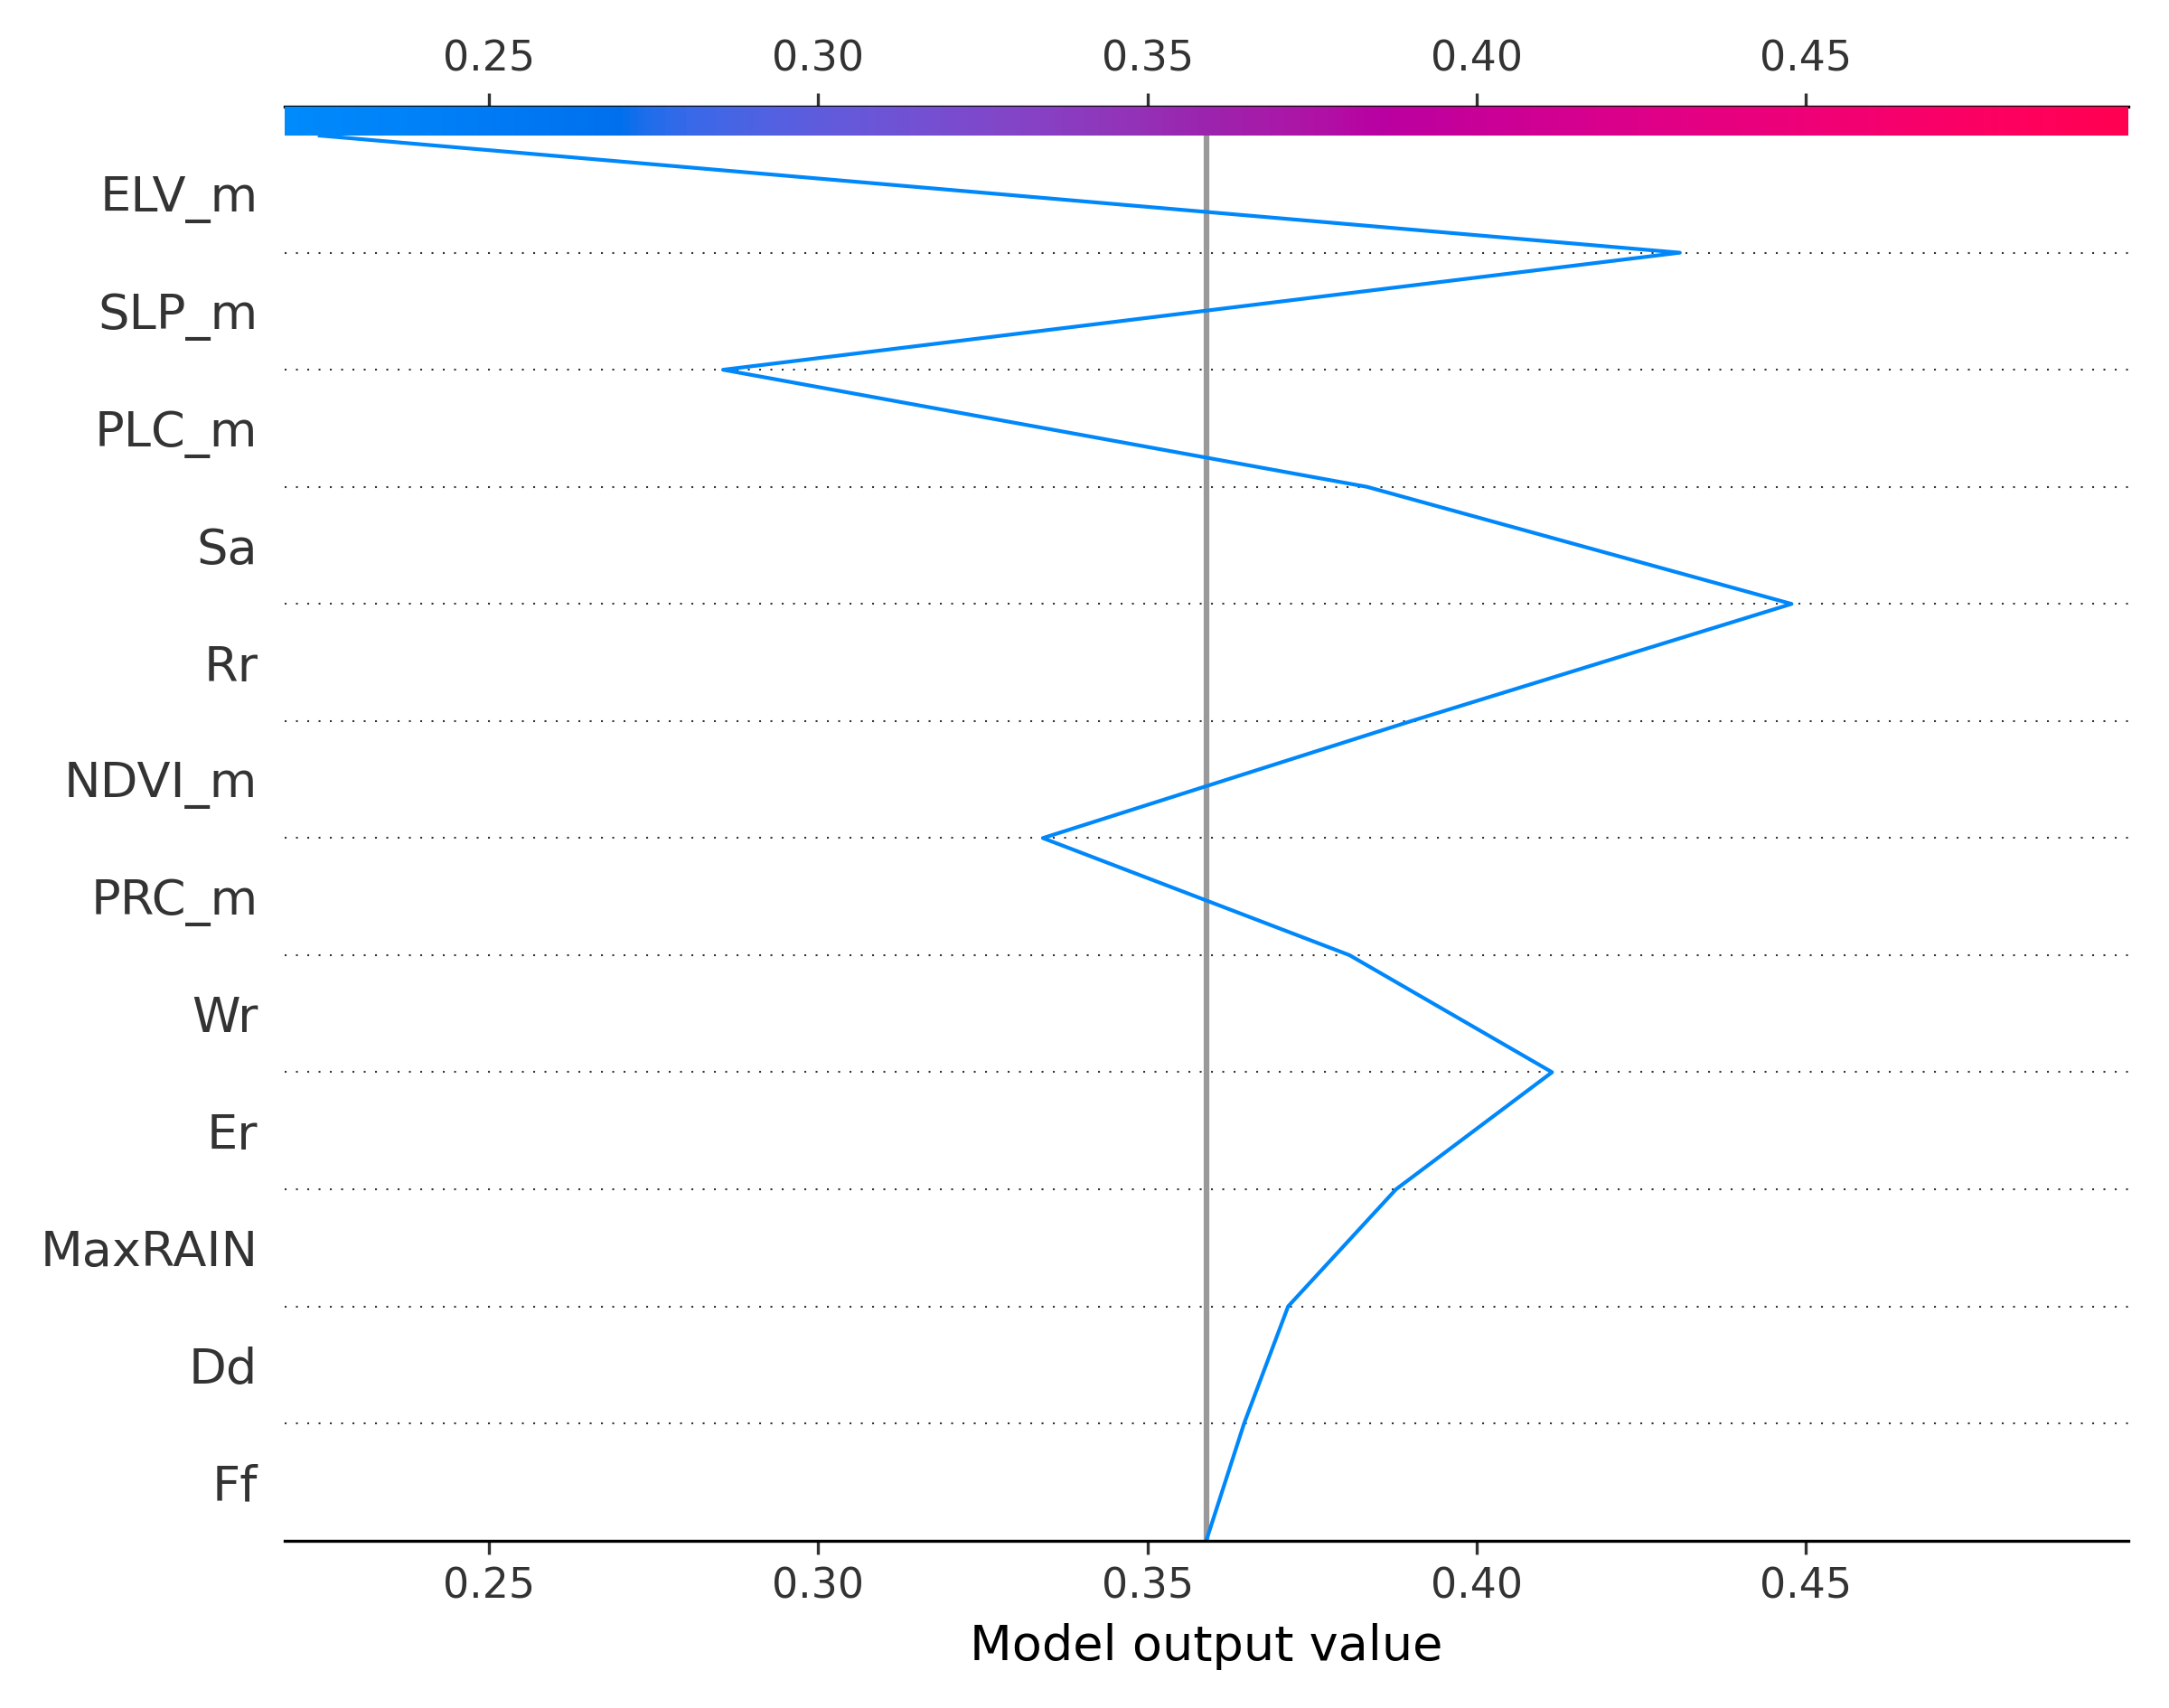 0.25 0.30 0.35 0.40 0.45
ELV_m
SLP_m
PLC_m
Sa
Rr
NDVI_m
PRC_m
Wr
Er
MaxRAIN
Dd
Ff
0.25 0.30 0.35 0.40 0.45
Model output value